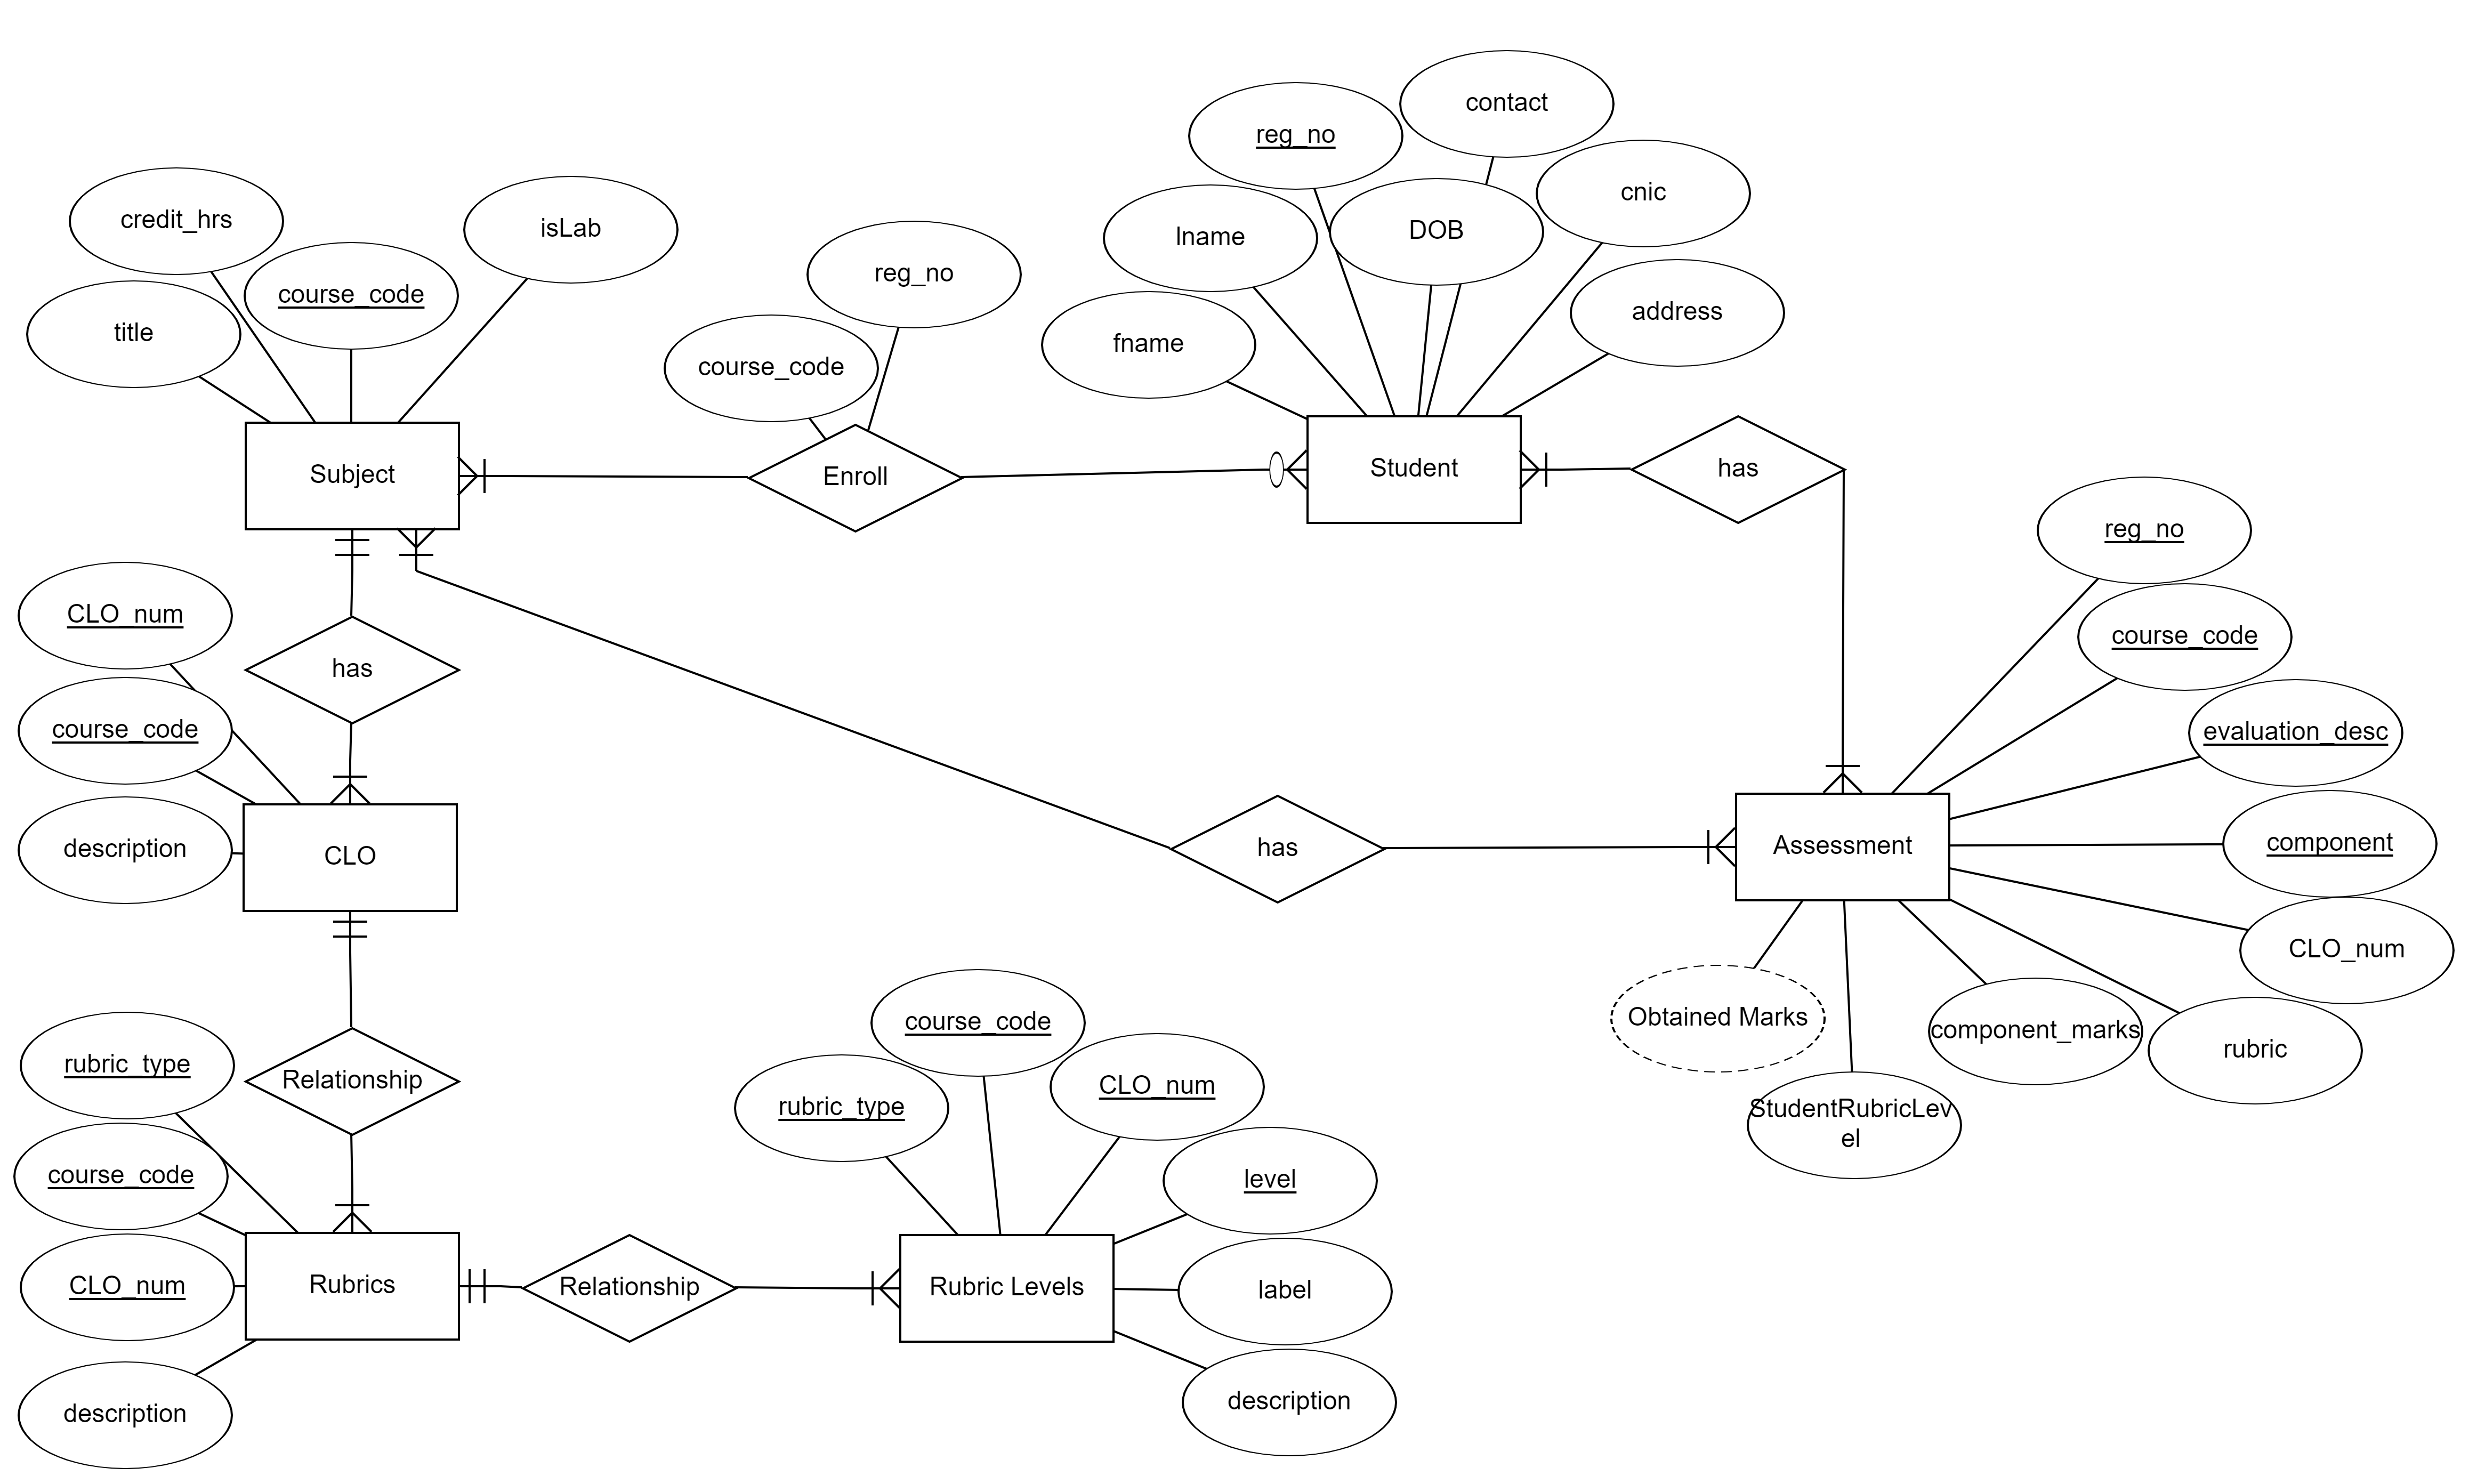 contact
reg_no
cnic
credit_hrs
isLab
lname
DOB
reg_no
course_code
address
title
fname
course_code
Subject
Enroll
Student
has
reg_no
CLO_num
course_code
has
course_code
evaluation_desc
description
CLO
has
Assessment
component
CLO_num
Obtained Marks
course_code
component_marks
rubric
rubric_type
Relationship
CLO_num
rubric_type
StudentRubricLev
el
course_code
level
CLO_num
Rubrics
Relationship
Rubric Levels
label
description
description